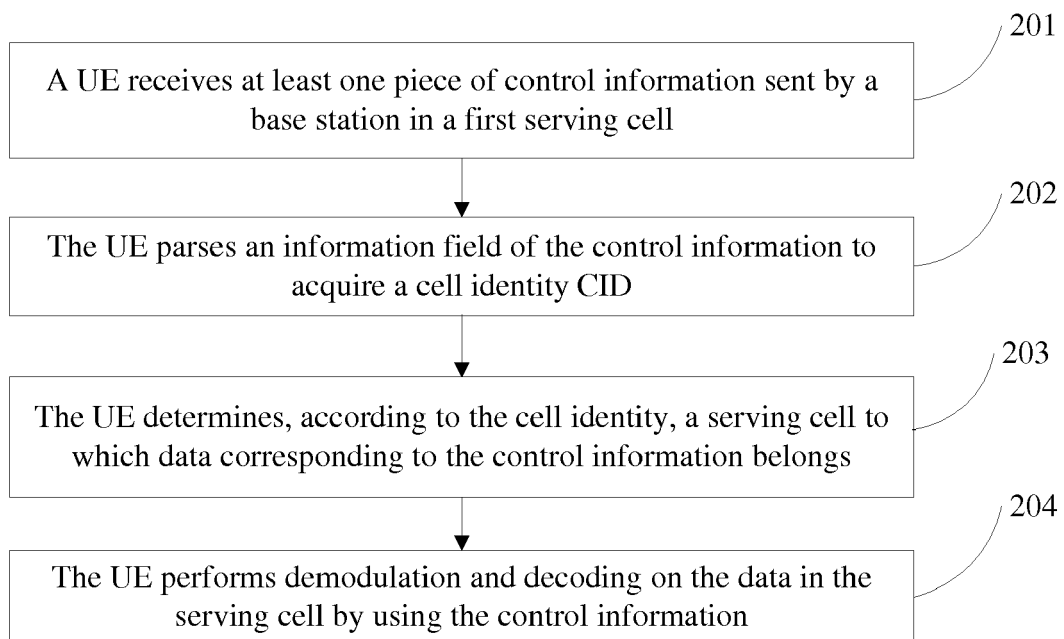 201
A UE receives at least one piece of control information sent by a
base station in a first serving cell
202
The UE parses an information field of the control information to
acquire a cell identity CID
203
The UE determines, according to the cell identity, a serving cell to
which data corresponding to the control information belongs
204
The UE performs demodulation and decoding on the data in the
serving cell by using the control information